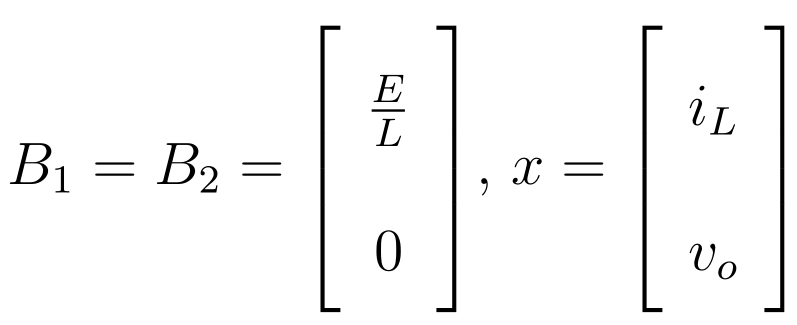 $B_1 = B_2 = \begin{bmatrix} \frac{E}{L} \\ 0 \end{bmatrix}, \, x = \begin{bmatrix} i_L \\ v_o \end{bmatrix}$